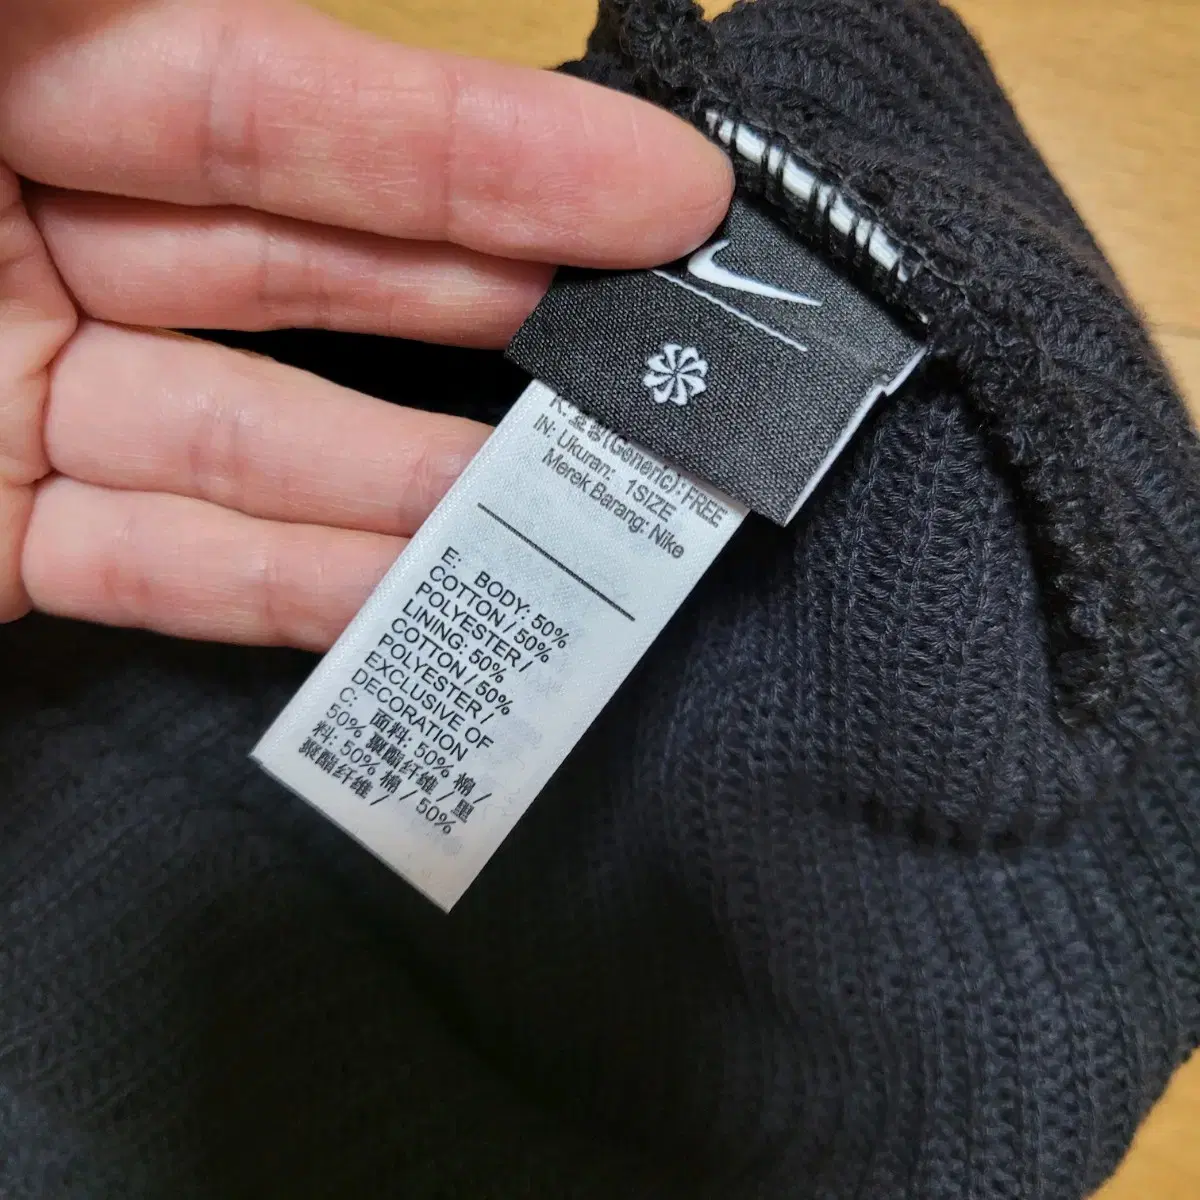 K: 호칭(Generic): FREE
IN: Ukuran: 1SIZE
Merek Barang: Nike
E: BODY: 50%
COTTON / 50%
POLYESTER /
LINING: 50%
COTTON / 50%
POLYESTER /
EXCLUSIVE OF
DECORATION
C: 面料: 50% 棉 /
50% 聚酯纤维 / 里
料: 50% 棉 / 50%
聚酯纤维 /